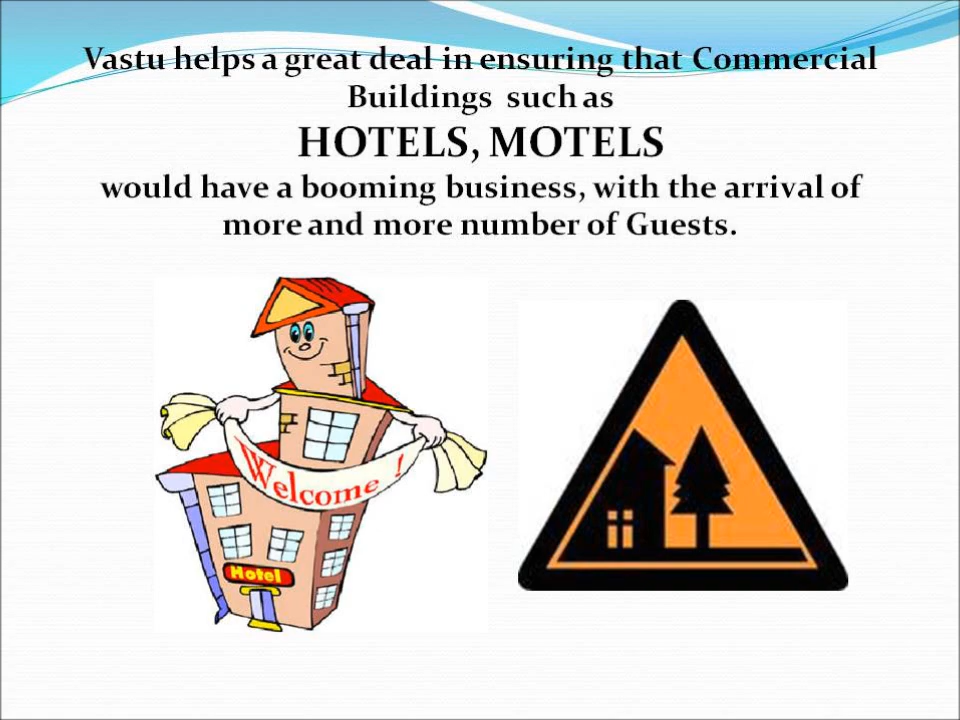 Vastu helps a great deal in ensuring that Commercial
Buildings such as
HOTELS, MOTELS
would have a booming business, with the arrival of
more and more number of Guests.
Welcome !
Hotel